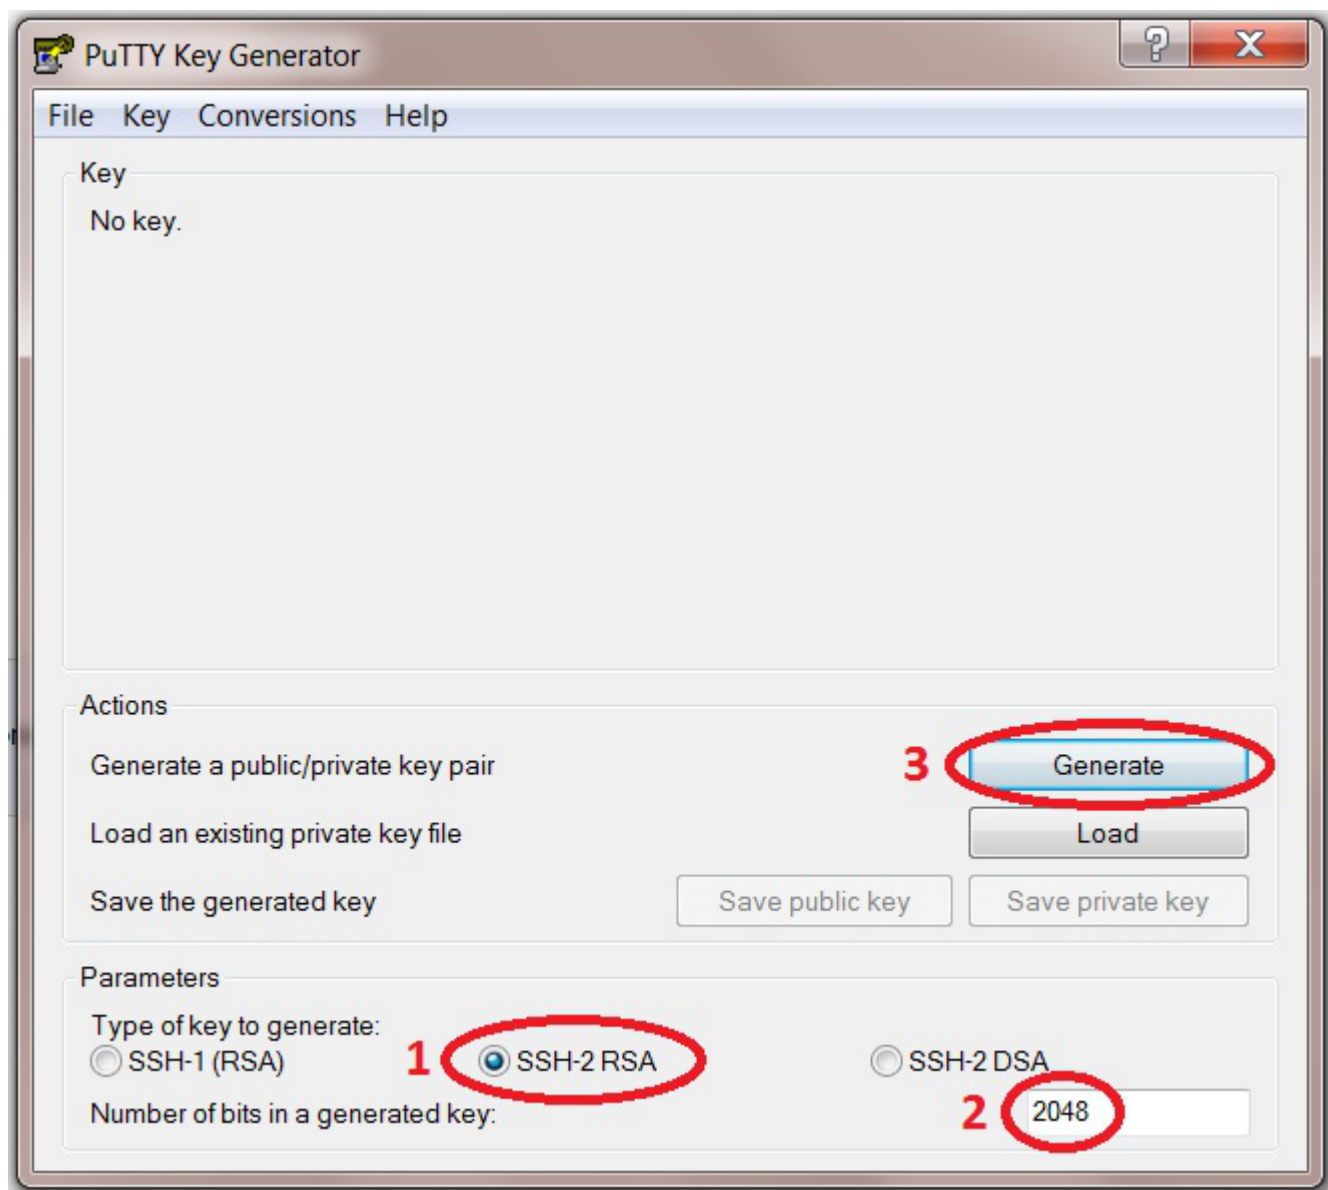 PuTTY Key Generator
File Key Conversions Help
Key
No key.
Actions
Generate a public/private key pair 3 Generate
Load an existing private key file Load
Save the generated key Save public key Save private key
Parameters
Type of key to generate:
SSH-1 (RSA) 1 SSH-2 RSA SSH-2 DSA
Number of bits in a generated key: 2 2048